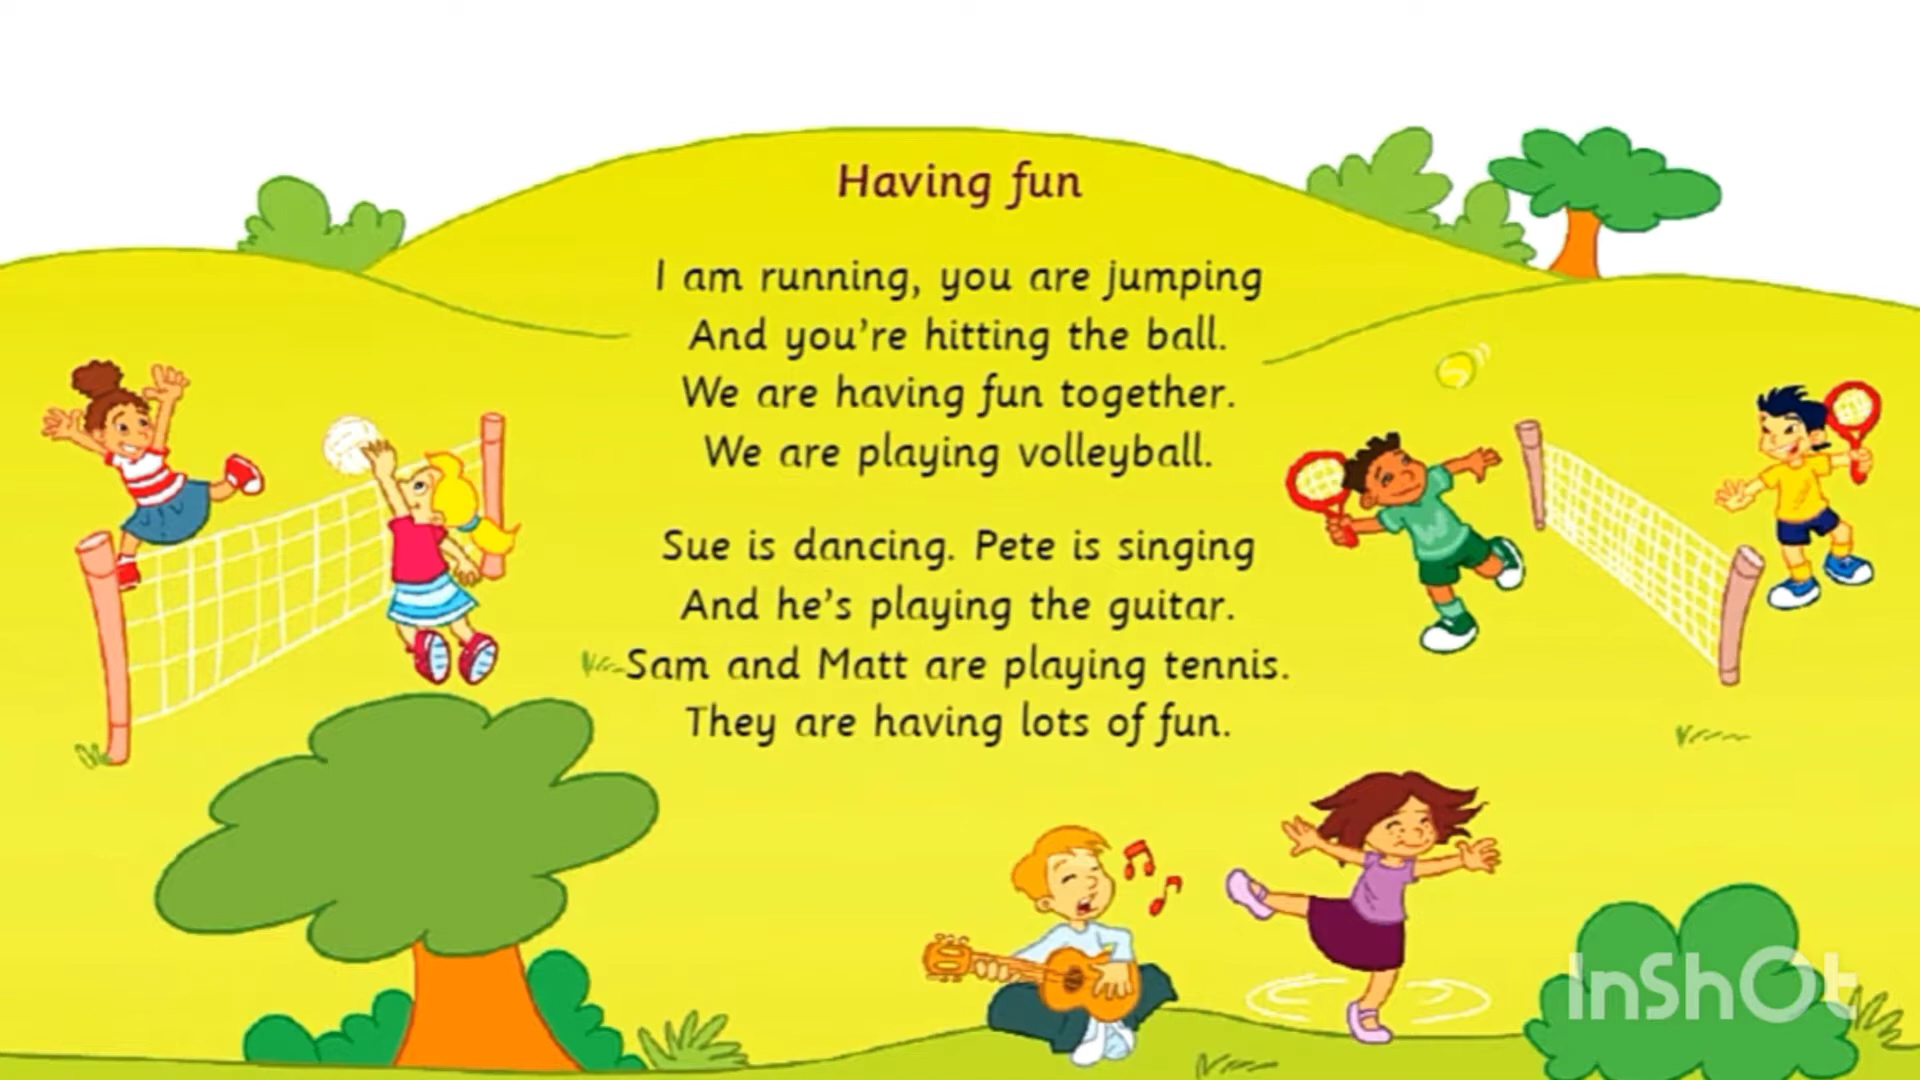 Having fun
I am running, you are jumping
And you're hitting the ball.
We are having fun together.
We are playing volleyball.
Sue is dancing. Pete is singing
And he's playing the guitar.
Sam and Matt are playing tennis.
They are having lots of fun.
InShOt